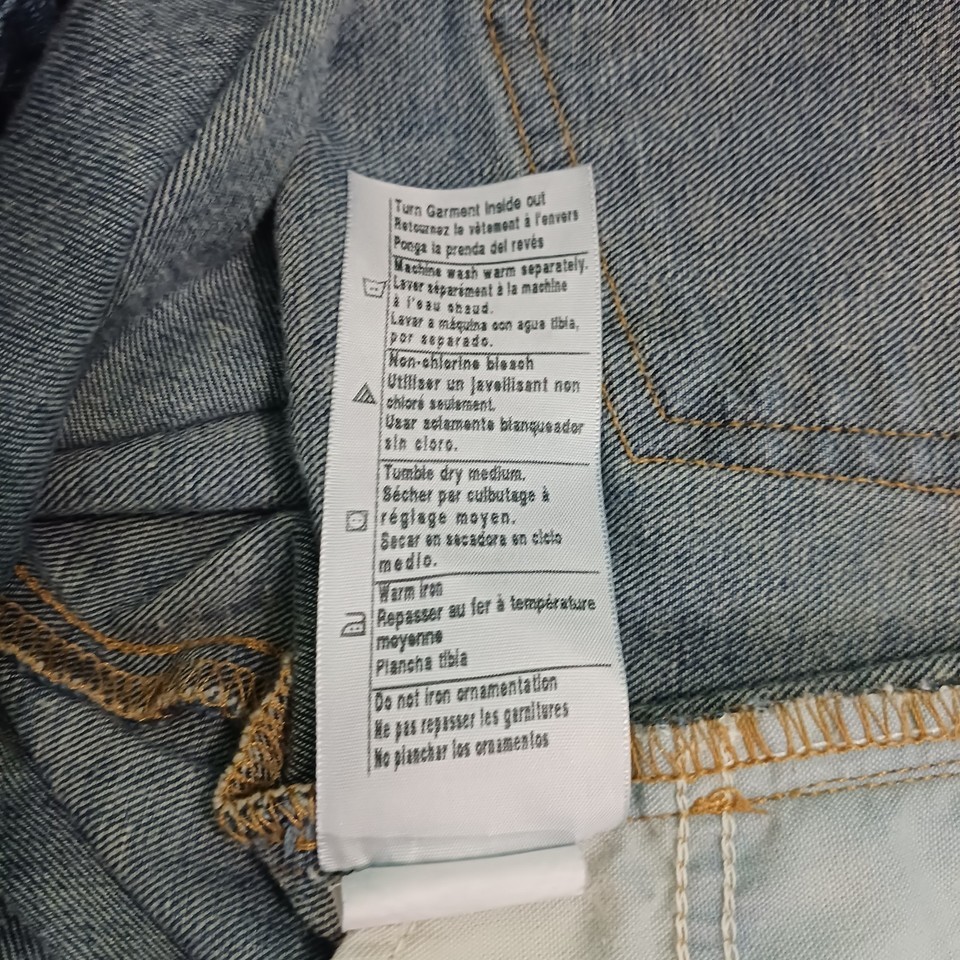 Turn Garment Inside out
Retournez le vêtement à l'envers
Ponga la prenda del revés
Machine wash warm separately.
Laver séparément à la machine
à l'eau chaud.
Lavar a máquina con agua tibia,
por separado.
Non-chlorine bleach
Utiliser un javellisant non
chloré seulement.
Usar solamente blanqueador
sin cloro.
Tumble dry medium.
Sécher par culbutage à
réglage moyen.
Secar en secadora en ciclo
medio.
Warm iron
Repasser au fer à température
moyenne
Plancha tibia
Do not iron ornamentation
Ne pas repasser les garnitures
No planchar los ornamentos